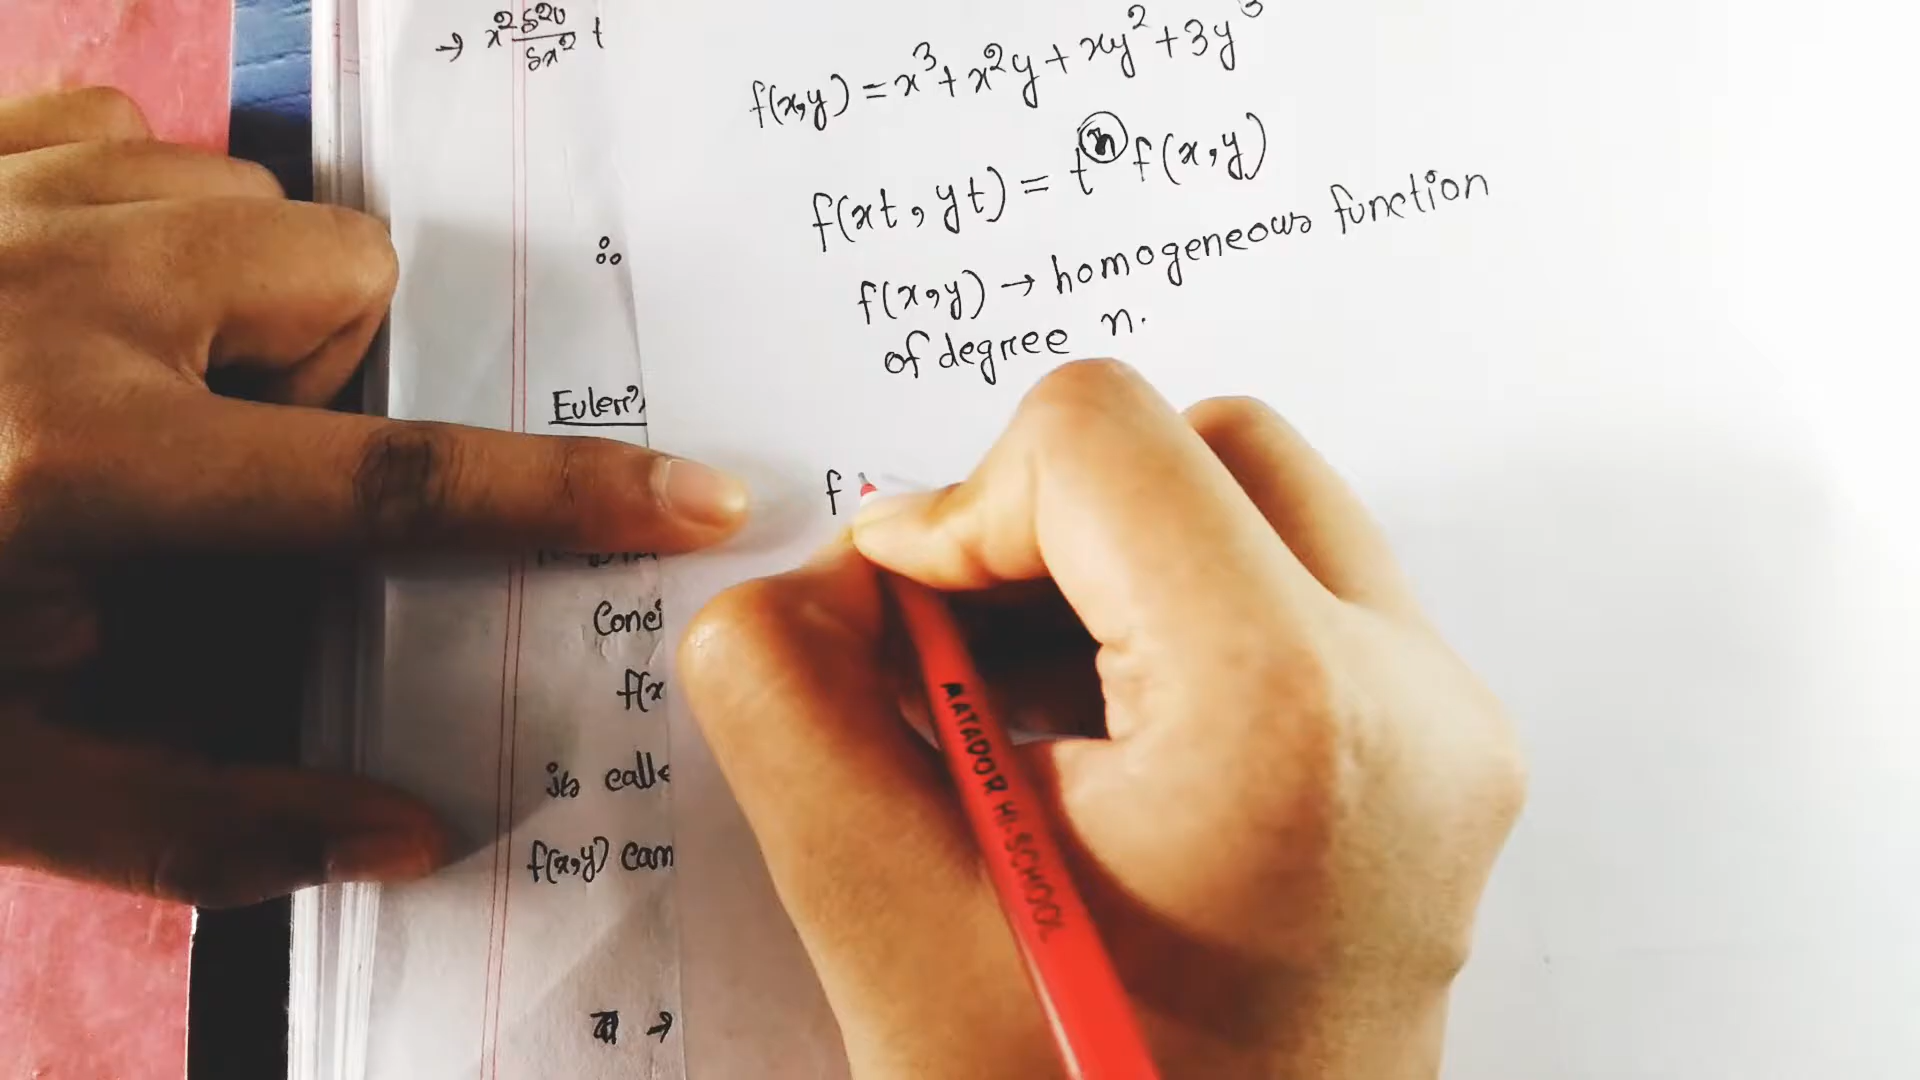 → x² δ²u/δx² +
∴
Euler's
Consi
f(x
is calle
f(x,y) can
→
f(x,y) = x³ + x²y + xy² + 3y³
f(xt, yt) = tⁿ f(x,y)
f(x,y) → homogeneous function
of degree n.
f
MATADOR HI-SCHOOL